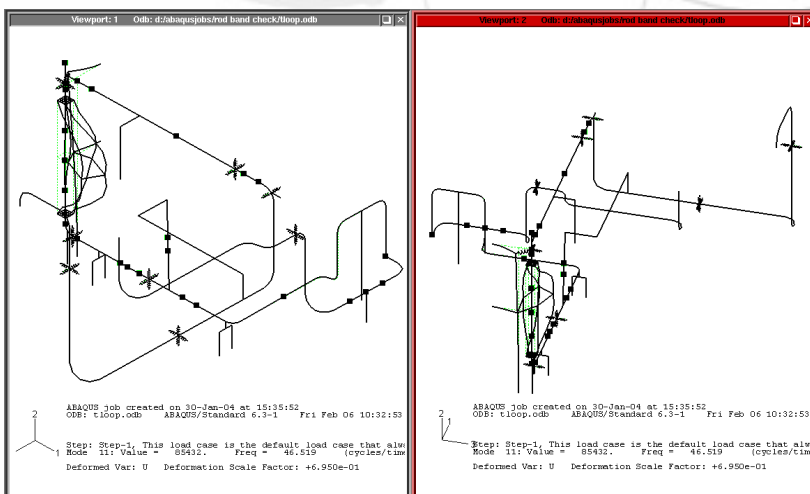 Viewport: 1 Odb: d:/abaqusjobs/rod band check/tloop.odb
2
1
ABAQUS job created on 30-Jan-04 at 15:35:52
ODB: tloop.odb ABAQUS/Standard 6.3-1 Fri Feb 06 10:32:53
Step: Step-1, This load case is the default load case that alw
Mode 11: Value = 85432. Freq = 46.519 (cycles/time
Deformed Var: U Deformation Scale Factor: +6.950e-01
Viewport: 2 Odb: d:/abaqusjobs/rod band check/tloop.odb
2
1
3
ABAQUS job created on 30-Jan-04 at 15:35:52
ODB: tloop.odb ABAQUS/Standard 6.3-1 Fri Feb 06 10:32:53
Step: Step-1, This load case is the default load case that alw
Mode 11: Value = 85432. Freq = 46.519 (cycles/tim
Deformed Var: U Deformation Scale Factor: +6.950e-01